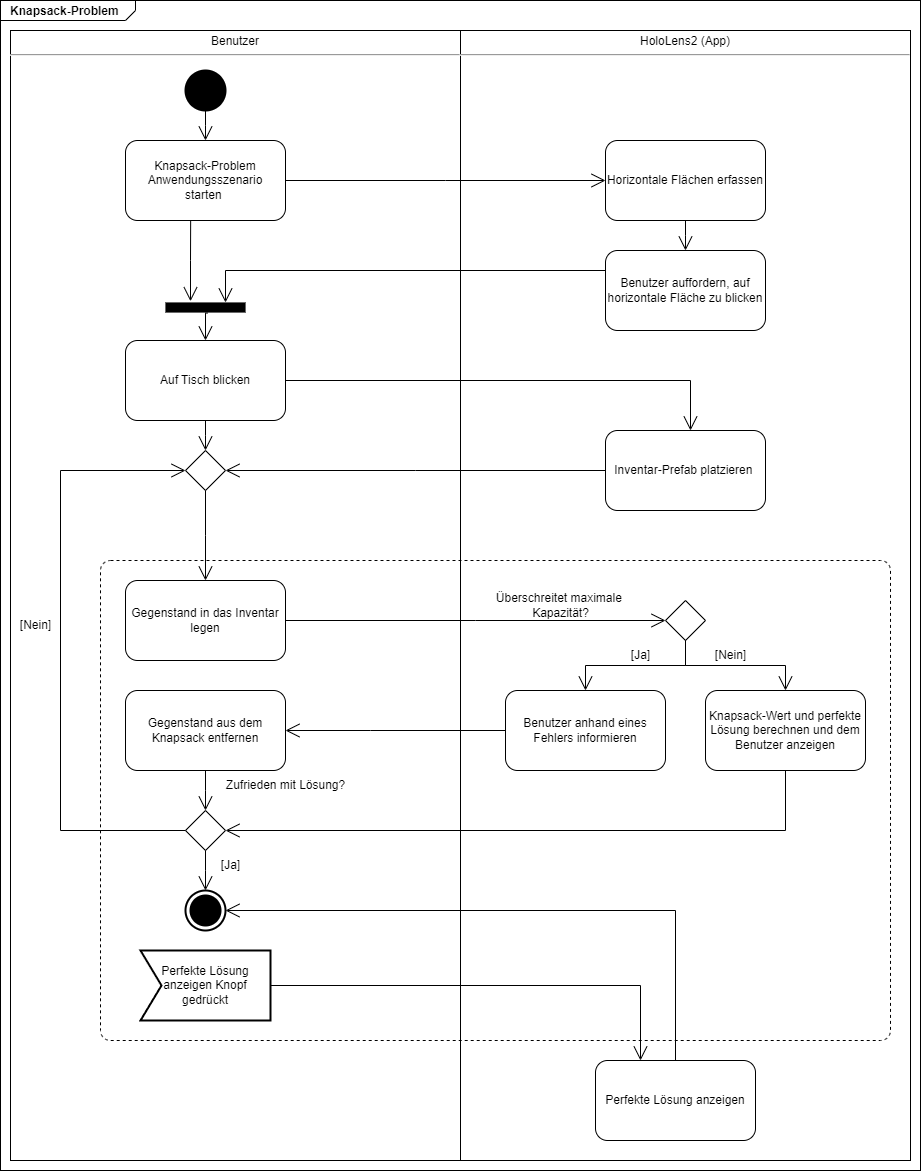 Knapsack-Problem
Benutzer
HoloLens2 (App)
Knapsack-Problem
Anwendungsszenario
starten
Horizontale Flächen erfassen
Benutzer auffordern, auf
horizontale Fläche zu blicken
Auf Tisch blicken
Inventar-Prefab platzieren
[Nein]
Gegenstand in das Inventar
legen
Überschreitet maximale
Kapazität?
[Ja]
[Nein]
Gegenstand aus dem
Knapsack entfernen
Benutzer anhand eines
Fehlers informieren
Knapsack-Wert und perfekte
Lösung berechnen und dem
Benutzer anzeigen
Zufrieden mit Lösung?
[Ja]
Perfekte Lösung
anzeigen Knopf
gedrückt
Perfekte Lösung anzeigen